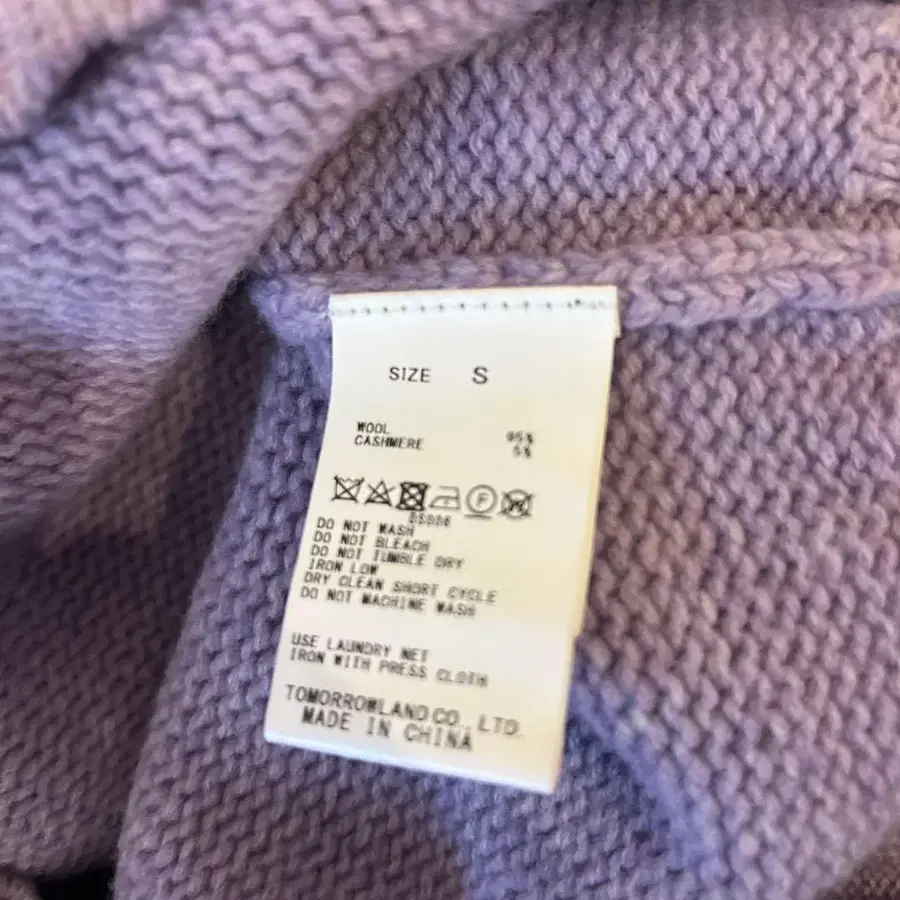 SIZE S
WOOL 95%
CASHMERE 5%
DS006
DO NOT WASH
DO NOT BLEACH
DO NOT TUMBLE DRY
IRON LOW
DRY CLEAN SHORT CYCLE
DO NOT MACHINE WASH
USE LAUNDRY NET
IRON WITH PRESS CLOTH
TOMORROWLAND CO., LTD.
MADE IN CHINA